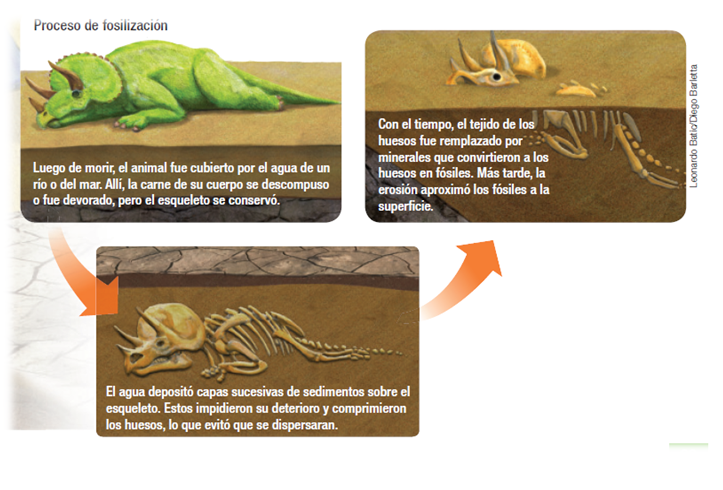 Proceso de fosilización
Luego de morir, el animal fue cubierto por el agua de un
río o del mar. Allí, la carne de su cuerpo se descompuso
o fue devorado, pero el esqueleto se conservó.
El agua depositó capas sucesivas de sedimentos sobre el
esqueleto. Estos impidieron su deterioro y comprimieron
los huesos, lo que evitó que se dispersaran.
Con el tiempo, el tejido de los
huesos fue remplazado por
minerales que convirtieron a los
huesos en fósiles. Más tarde, la
erosión aproximó los fósiles a la
superficie.
Leonardo Batic/Diego Barletta